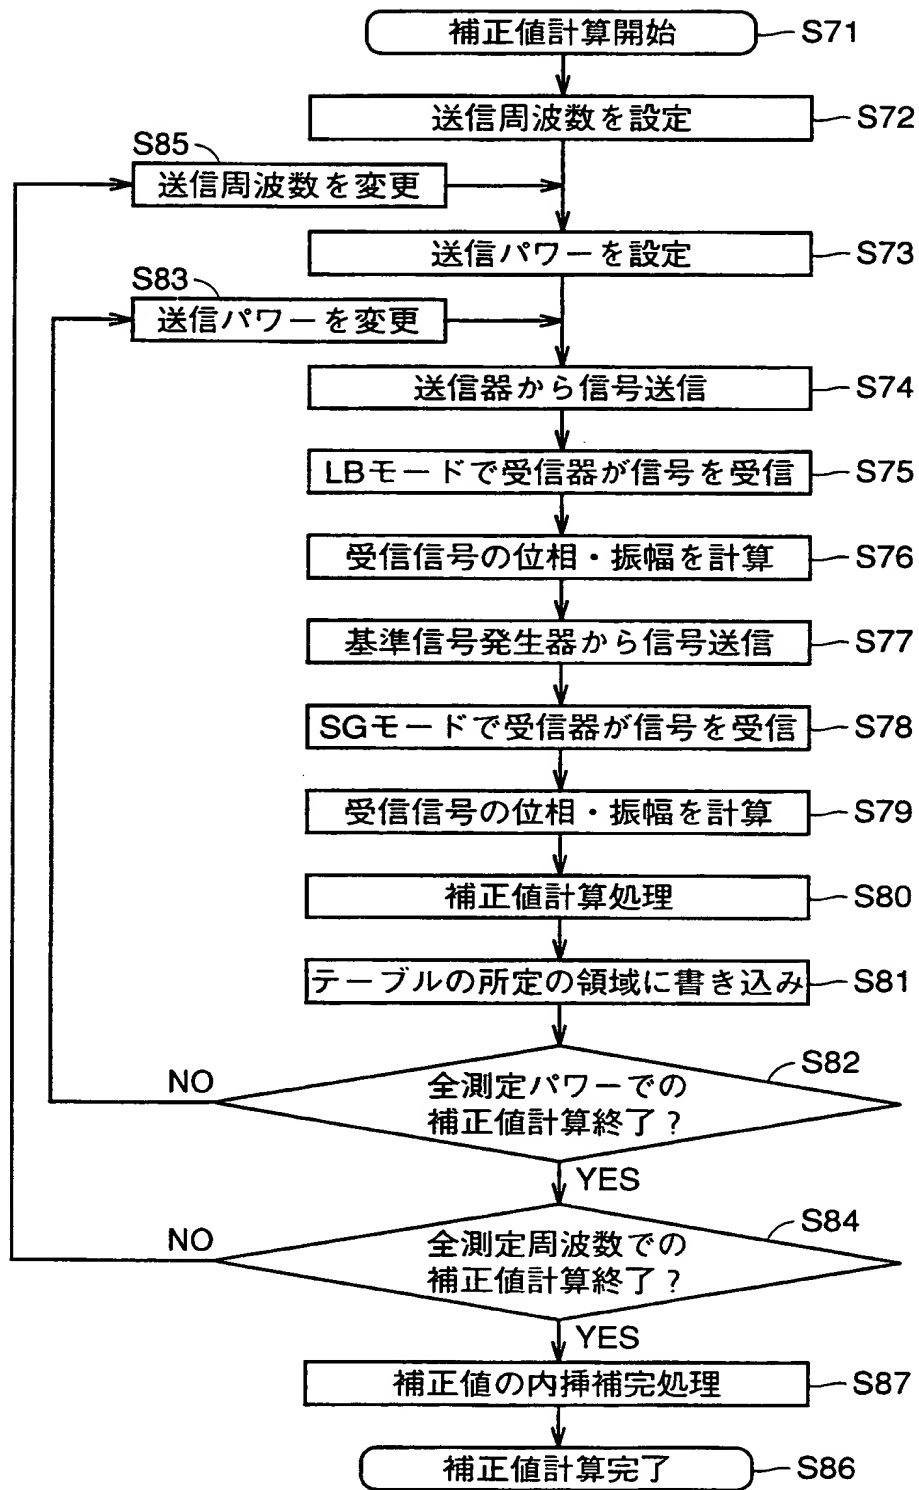 補正値計算開始 S71
送信周波数を設定 S72
S85
送信周波数を変更
送信パワーを設定 S73
S83
送信パワーを変更
送信器から信号送信 S74
LBモードで受信器が信号を受信 S75
受信信号の位相・振幅を計算 S76
基準信号発生器から信号送信 S77
SGモードで受信器が信号を受信 S78
受信信号の位相・振幅を計算 S79
補正値計算処理 S80
テーブルの所定の領域に書き込み S81
S82
NO 全測定パワーでの
補正値計算終了？
YES
S84
NO 全測定周波数での
補正値計算終了？
YES
補正値の内挿補完処理 S87
補正値計算完了 S86